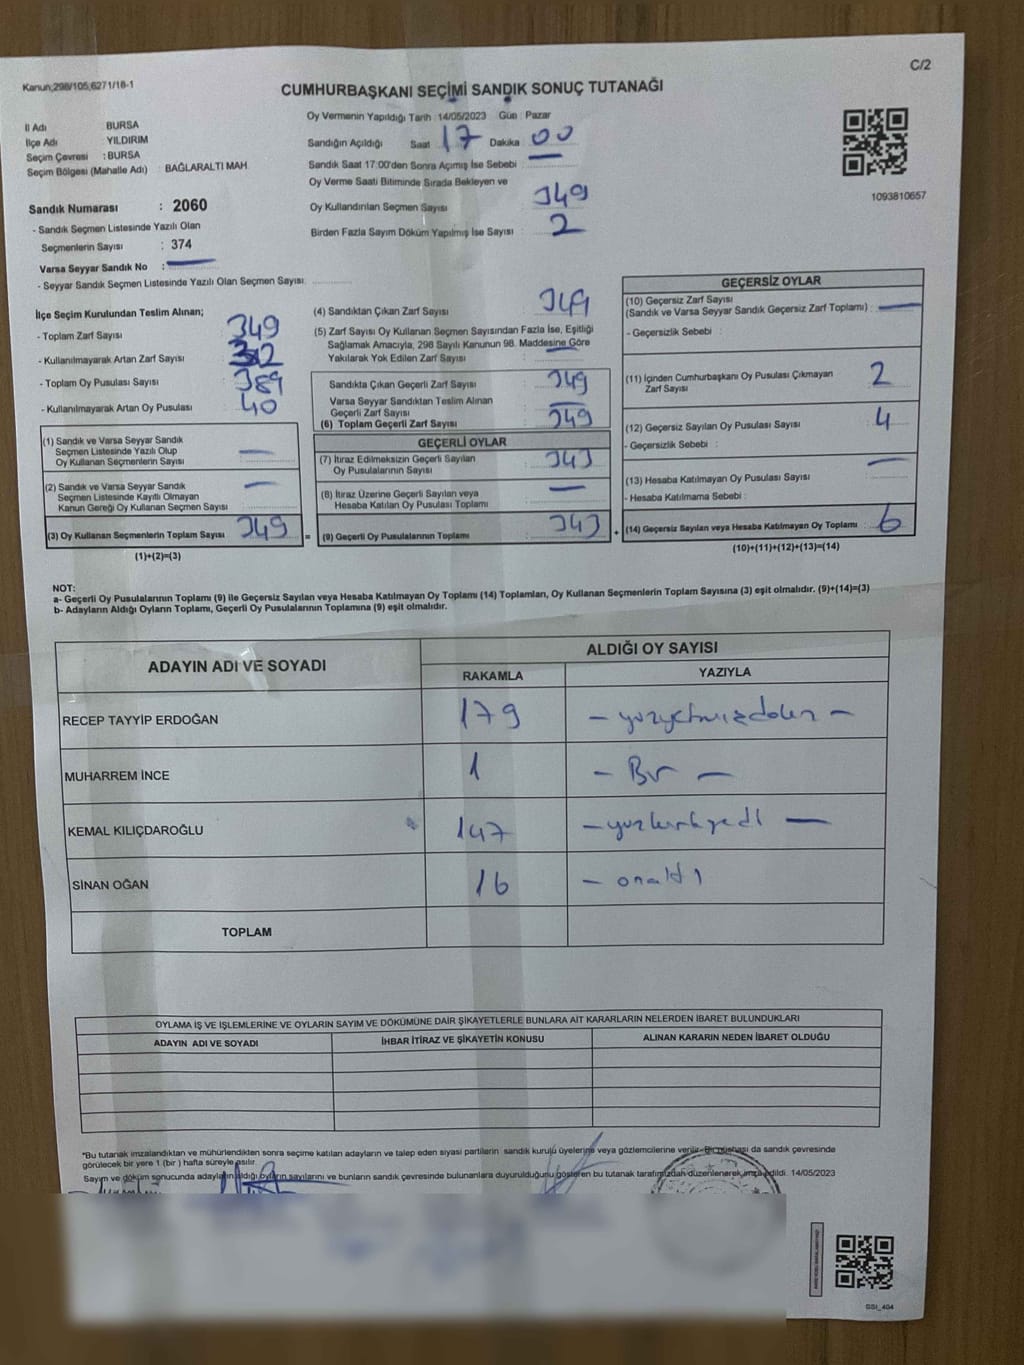 Kanun;298/105;6271/18-1
C/2
CUMHURBAŞKANI SEÇİMİ SANDIK SONUÇ TUTANAĞI
İl Adı BURSA
İlçe Adı YILDIRIM
Seçim Çevresi : BURSA
Seçim Bölgesi (Mahalle Adı) : BAĞLARALTI MAH.
Sandık Numarası : 2060
- Sandık Seçmen Listesinde Yazılı Olan
Seçmenlerin Sayısı : 374
Varsa Seyyar Sandık No :
- Seyyar Sandık Seçmen Listesinde Yazılı Olan Seçmen Sayısı:
Oy Vermenin Yapıldığı Tarih : 14/05/2023 Gün : Pazar
Sandığın Açıldığı Saat 17 Dakika 00
Sandık Saat 17:00'den Sonra Açımış İse Sebebi :
Oy Verme Saati Bitiminde Sırada Bekleyen ve
Oy Kullandırılan Seçmen Sayısı : 349
Birden Fazla Sayım Döküm Yapılmış İse Sayısı : 2
1093810657
İlçe Seçim Kurulundan Teslim Alınan;
- Toplam Zarf Sayısı : 349
- Kullanılmayarak Artan Zarf Sayısı :
- Toplam Oy Pusulası Sayısı : 389
- Kullanılmayarak Artan Oy Pusulası : 40
(1) Sandık ve Varsa Seyyar Sandık
Seçmen Listesinde Yazılı Olup
Oy Kullanan Seçmenlerin Sayısı : —
(2) Sandık ve Varsa Seyyar Sandık
Seçmen Listesinde Kayıtlı Olmayan
Kanun Gereği Oy Kullanan Seçmen Sayısı : —
(3) Oy Kullanan Seçmenlerin Toplam Sayısı : 349 =
(1)+(2)=(3)
(4) Sandıktan Çıkan Zarf Sayısı : 349
(5) Zarf Sayısı Oy Kullanan Seçmen Sayısından Fazla İse, Eşitliği
Sağlamak Amacıyla, 298 Sayılı Kanunun 98. Maddesine Göre
Yakılarak Yok Edilen Zarf Sayısı : —
Sandıkta Çıkan Geçerli Zarf Sayısı : 349
Varsa Seyyar Sandıktan Teslim Alınan
Geçerli Zarf Sayısı : —
(6) Toplam Geçerli Zarf Sayısı : 349
GEÇERLİ OYLAR
(7) İtiraz Edilmeksizin Geçerli Sayılan
Oy Pusulalarının Sayısı : 343
(8) İtiraz Üzerine Geçerli Sayılan veya
Hesaba Katılan Oy Pusulası Toplamı : —
(9) Geçerli Oy Pusulalarının Toplamı : 343 +
GEÇERSİZ OYLAR
(10) Geçersiz Zarf Sayısı
(Sandık ve Varsa Seyyar Sandık Geçersiz Zarf Toplamı) : —
- Geçersizlik Sebebi :
(11) İçinden Cumhurbaşkanı Oy Pusulası Çıkmayan
Zarf Sayısı : 2
(12) Geçersiz Sayılan Oy Pusulası Sayısı : 4
- Geçersizlik Sebebi :
(13) Hesaba Katılmayan Oy Pusulası Sayısı : —
- Hesaba Katılmama Sebebi :
(14) Geçersiz Sayılan veya Hesaba Katılmayan Oy Toplamı : 6
(10)+(11)+(12)+(13)=(14)
NOT:
a- Geçerli Oy Pusulalarının Toplamı (9) ile Geçersiz Sayılan veya Hesaba Katılmayan Oy Toplamı (14) Toplamları, Oy Kullanan Seçmenlerin Toplam Sayısına (3) eşit olmalıdır. (9)+(14)=(3)
b- Adayların Aldığı Oyların Toplamı, Geçerli Oy Pusulalarının Toplamına (9) eşit olmalıdır.
ADAYIN ADI VE SOYADI ALDIĞI OY SAYISI
RAKAMLA YAZIYLA
RECEP TAYYİP ERDOĞAN 179 — yüzyetmişdokuz —
MUHARREM İNCE 1 — Bir —
KEMAL KILIÇDAROĞLU 147 — yüzkırkyedi —
SİNAN OĞAN 16 — onaltı
TOPLAM
OYLAMA İŞ VE İŞLEMLERİNE VE OYLARIN SAYIM VE DÖKÜMÜNE DAİR ŞİKAYETLERLE BUNLARA AİT KARARLARIN NELERDEN İBARET BULUNDUKLARI
ADAYIN ADI VE SOYADI İHBAR İTİRAZ VE ŞİKAYETİN KONUSU ALINAN KARARIN NEDEN İBARET OLDUĞU
*Bu tutanak imzalandıktan ve mühürlendikten sonra seçime katılan adayların ve talep eden siyasi partilerin sandık kurulu üyelerine veya gözlemcilerine verilir. Bir nüshası da sandık çevresinde
görülecek bir yere 1 (bir) hafta süreyle asılır.
Sayım ve döküm sonucunda adayların aldığı oyların sayılarını ve bunların sandık çevresinde bulunanlara duyurulduğunu gösteren bu tutanak tarafımızdan düzenlenerek imza edildi. 14/05/2023
SSI_404